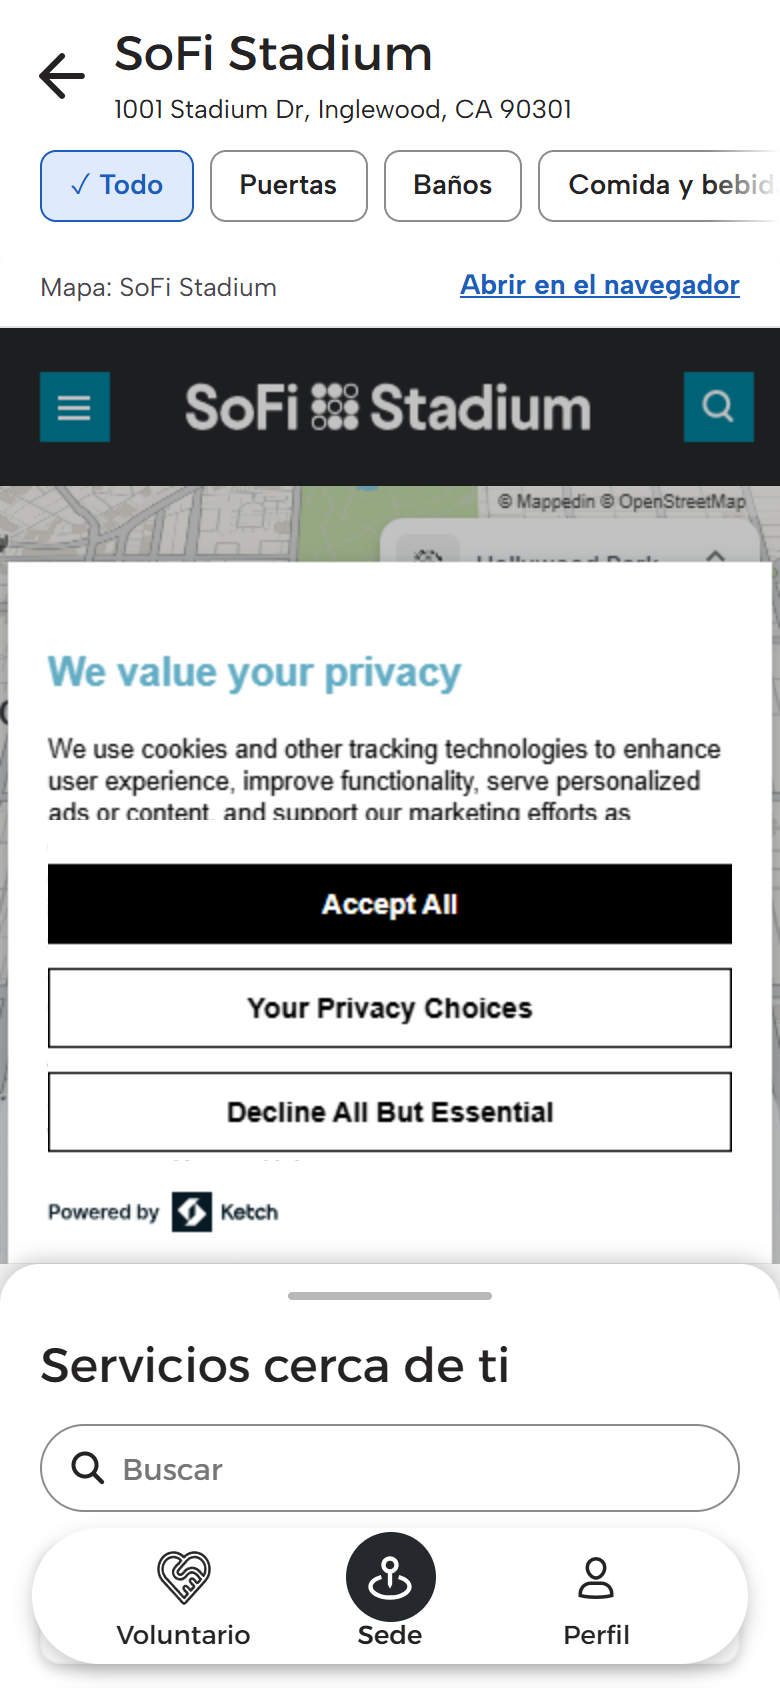 SoFi Stadium
1001 Stadium Dr, Inglewood, CA 90301
✓ Todo
Puertas
Baños
Comida y bebid
Mapa: SoFi Stadium
Abrir en el navegador
SoFi Stadium
© Mappedin © OpenStreetMap
Hollywood Park
We value your privacy
We use cookies and other tracking technologies to enhance
user experience, improve functionality, serve personalized
ads or content, and support our marketing efforts as
Accept All
Your Privacy Choices
Decline All But Essential
Powered by Ketch
Servicios cerca de ti
Buscar
Voluntario
Sede
Perfil